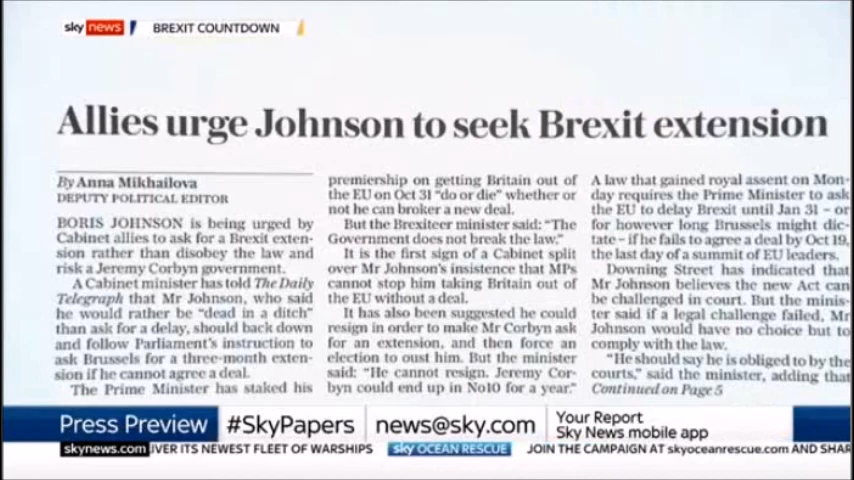 sky news BREXIT COUNTDOWN
Allies urge Johnson to seek Brexit extension
By Anna Mikhailova
DEPUTY POLITICAL EDITOR
BORIS JOHNSON is being urged by
Cabinet allies to ask for a Brexit exten-
sion rather than disobey the law and
risk a Jeremy Corbyn government.
A Cabinet minister has told The Daily
Telegraph that Mr Johnson, who said
he would rather be "dead in a ditch"
than ask for a delay, should back down
and follow Parliament's instruction to
ask Brussels for a three-month exten-
sion if he cannot agree a deal.
The Prime Minister has staked his
premiership on getting Britain out of
the EU on Oct 31 "do or die" whether or
not he can broker a new deal.
But the Brexiteer minister said: "The
Government does not break the law."
It is the first sign of a Cabinet split
over Mr Johnson's insistence that MPs
cannot stop him taking Britain out of
the EU without a deal.
It has also been suggested he could
resign in order to make Mr Corbyn ask
for an extension, and then force an
election to oust him. But the minister
said: "He cannot resign. Jeremy Cor-
byn could end up in No10 for a year."
A law that gained royal assent on Mon-
day requires the Prime Minister to ask
the EU to delay Brexit until Jan 31 – or
for however long Brussels might dic-
tate – if he fails to agree a deal by Oct 19,
the last day of a summit of EU leaders.
Downing Street has indicated that
Mr Johnson believes the new Act can
be challenged in court. But the minis-
ter said if a legal challenge failed, Mr
Johnson would have no choice but to
comply with the law.
"He should say he is obliged to by the
courts," said the minister, adding that
Continued on Page 5
Press Preview #SkyPapers news@sky.com Your Report
Sky News mobile app
skynews.com IVER ITS NEWEST FLEET OF WARSHIPS sky OCEAN RESCUE JOIN THE CAMPAIGN AT skyoceanrescue.com AND SHAR